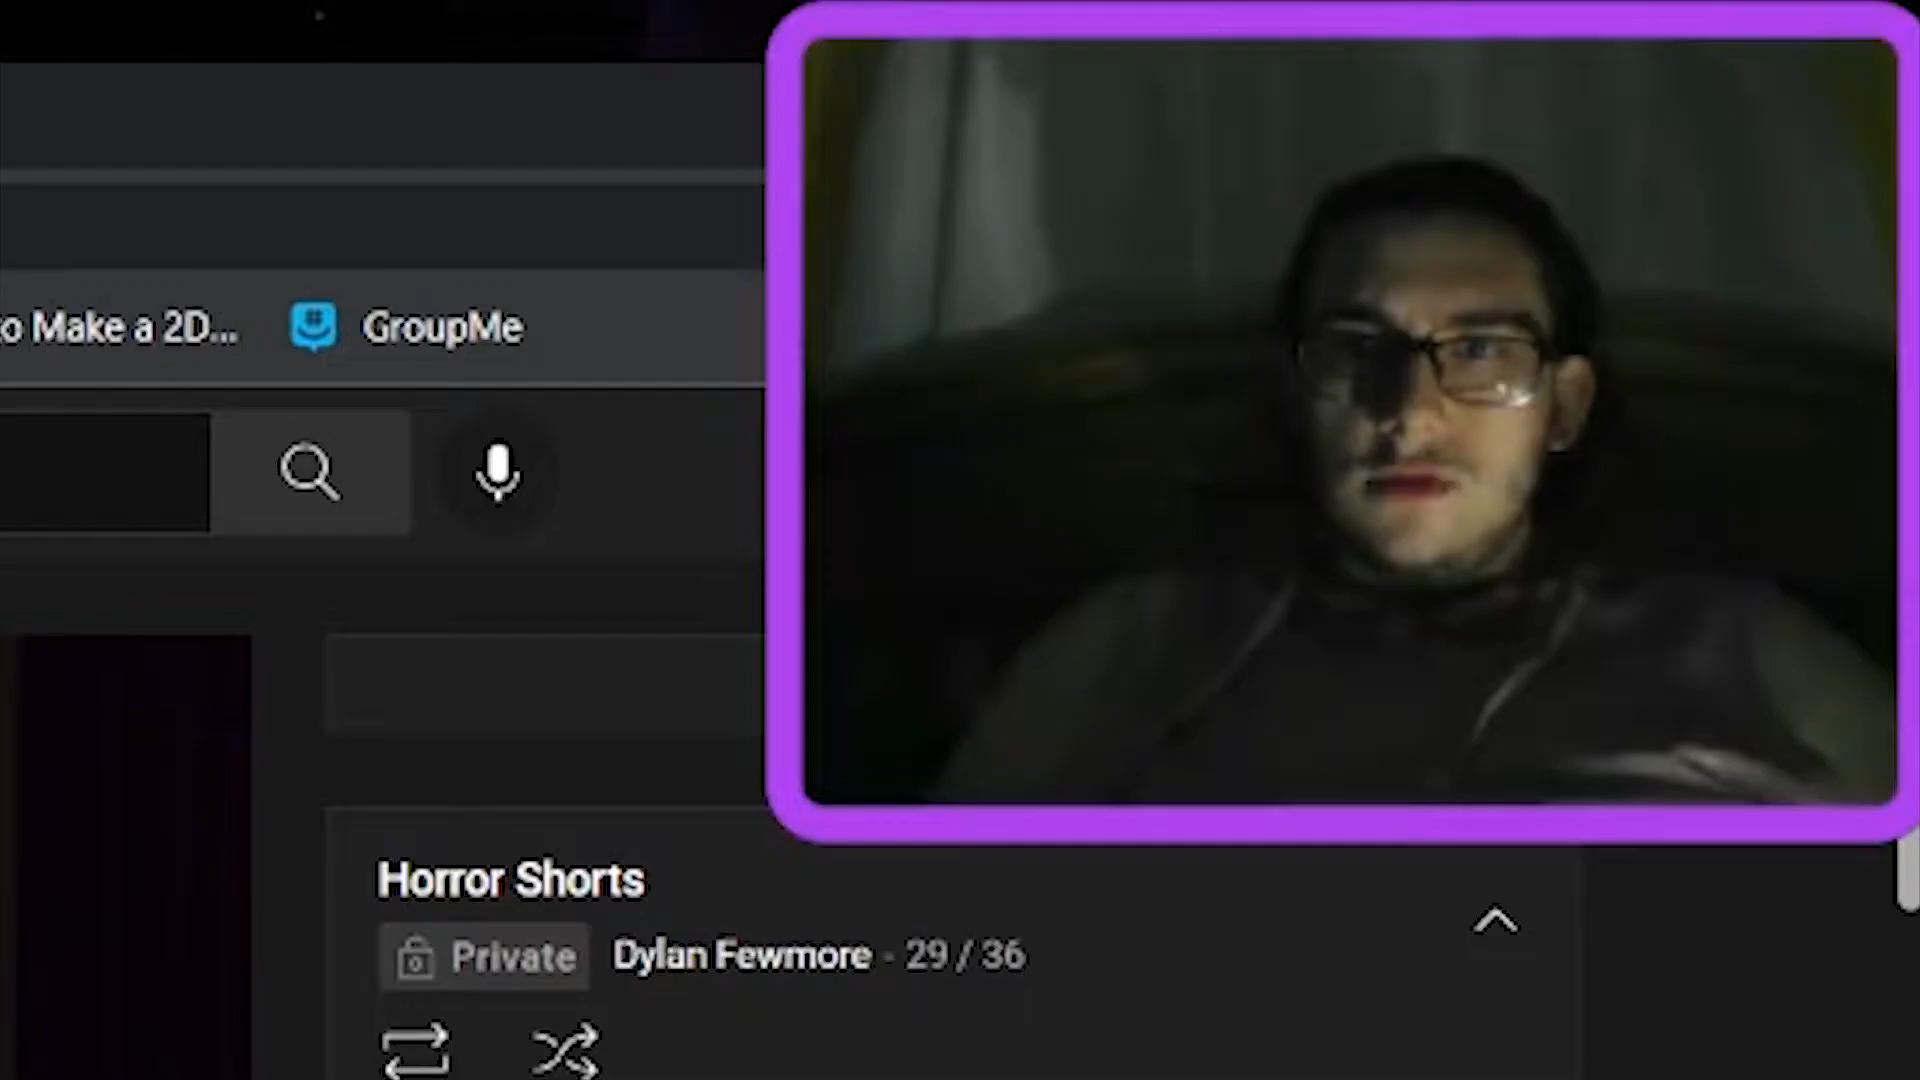 o Make a 2D...
GroupMe
Horror Shorts
Private Dylan Fewmore - 29 / 36